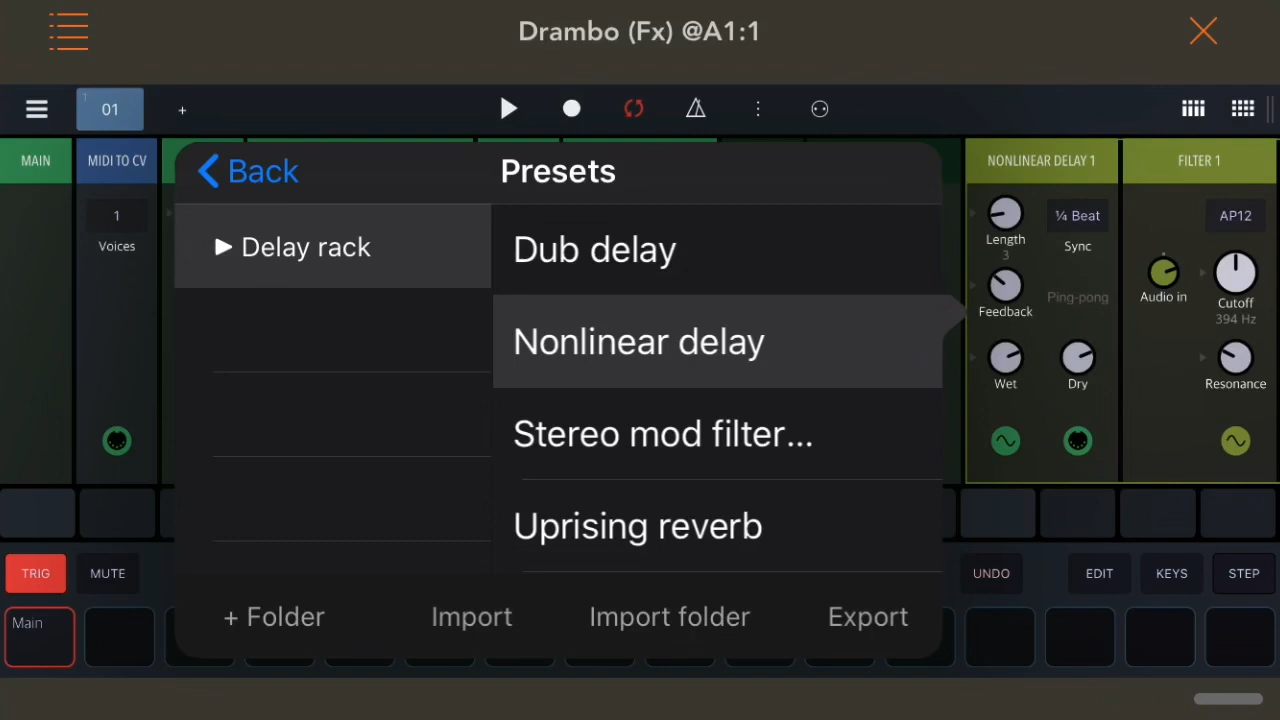 Drambo (Fx) @A1:1
1
01
+
MAIN
MIDI TO CV
1
Voices
Back
Presets
Delay rack
Dub delay
Nonlinear delay
Stereo mod filter...
Uprising reverb
+ Folder
Import
Import folder
Export
NONLINEAR DELAY 1
Length
3
1/4 Beat
Sync
Feedback
Ping-pong
Wet
Dry
FILTER 1
AP12
Audio in
Cutoff
394 Hz
Resonance
TRIG
MUTE
UNDO
EDIT
KEYS
STEP
Main